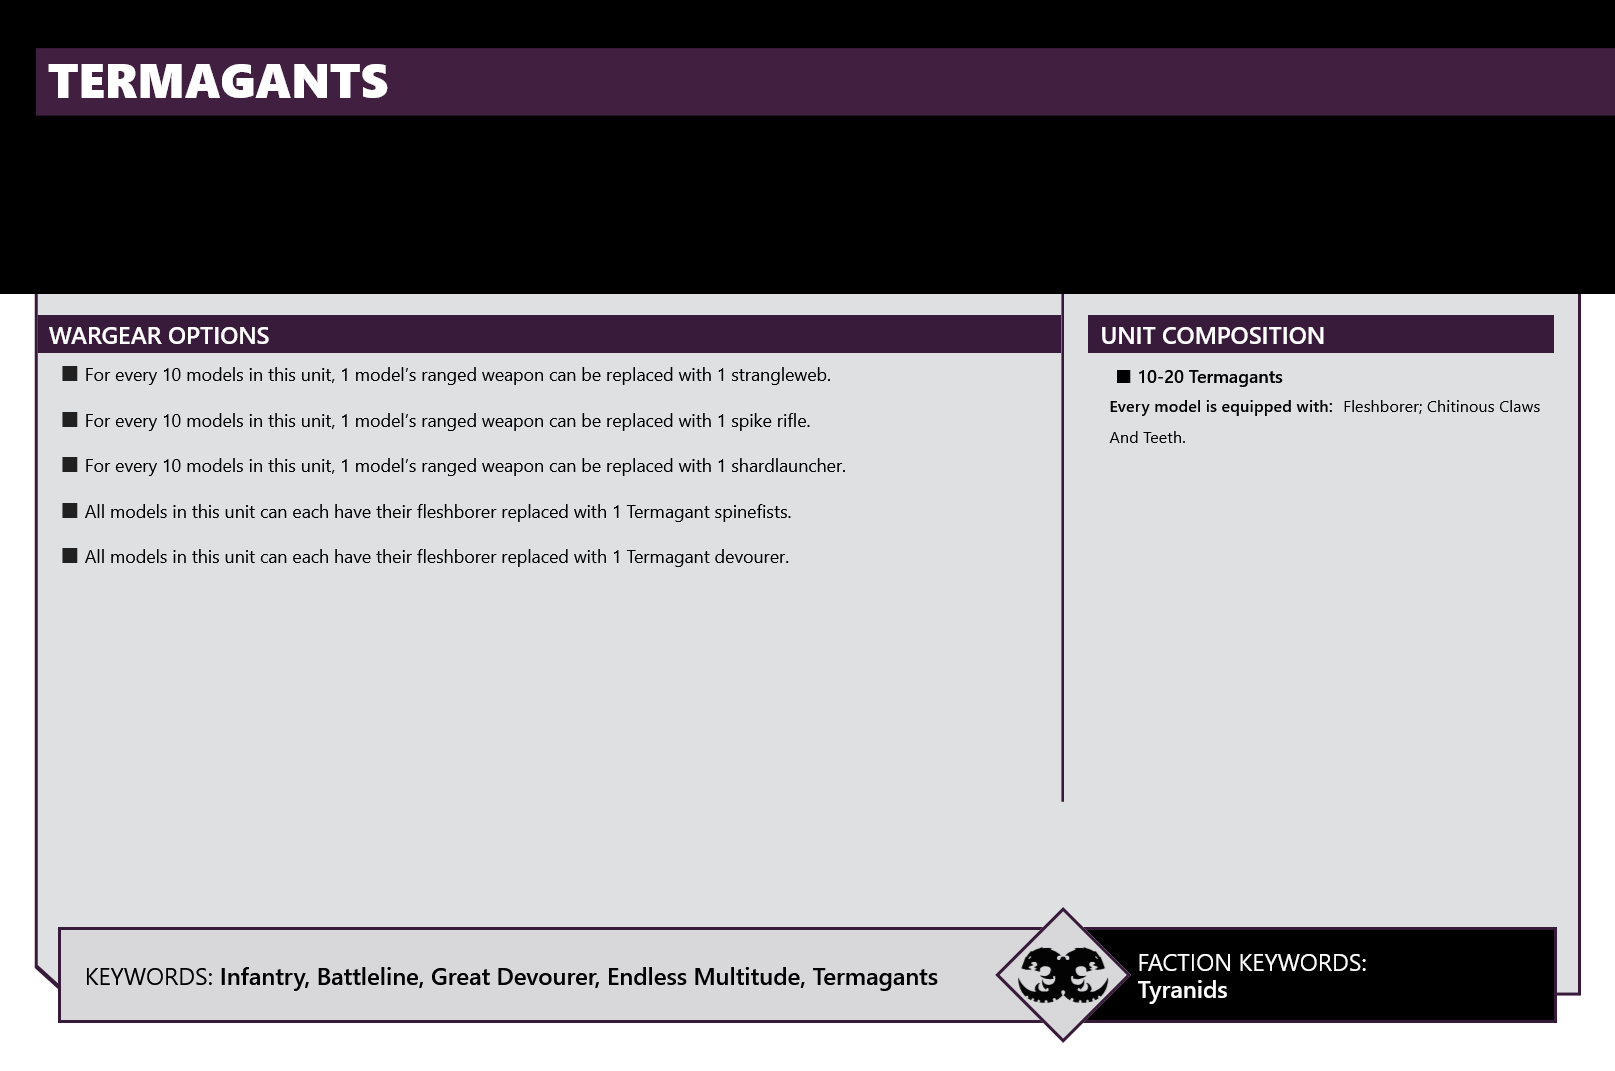 TERMAGANTS
WARGEAR OPTIONS
■ For every 10 models in this unit, 1 model’s ranged weapon can be replaced with 1 strangleweb.
■ For every 10 models in this unit, 1 model’s ranged weapon can be replaced with 1 spike rifle.
■ For every 10 models in this unit, 1 model’s ranged weapon can be replaced with 1 shardlauncher.
■ All models in this unit can each have their fleshborer replaced with 1 Termagant spinefists.
■ All models in this unit can each have their fleshborer replaced with 1 Termagant devourer.
UNIT COMPOSITION
■ 10-20 Termagants
Every model is equipped with: Fleshborer; Chitinous Claws
And Teeth.
KEYWORDS: Infantry, Battleline, Great Devourer, Endless Multitude, Termagants
FACTION KEYWORDS:
Tyranids